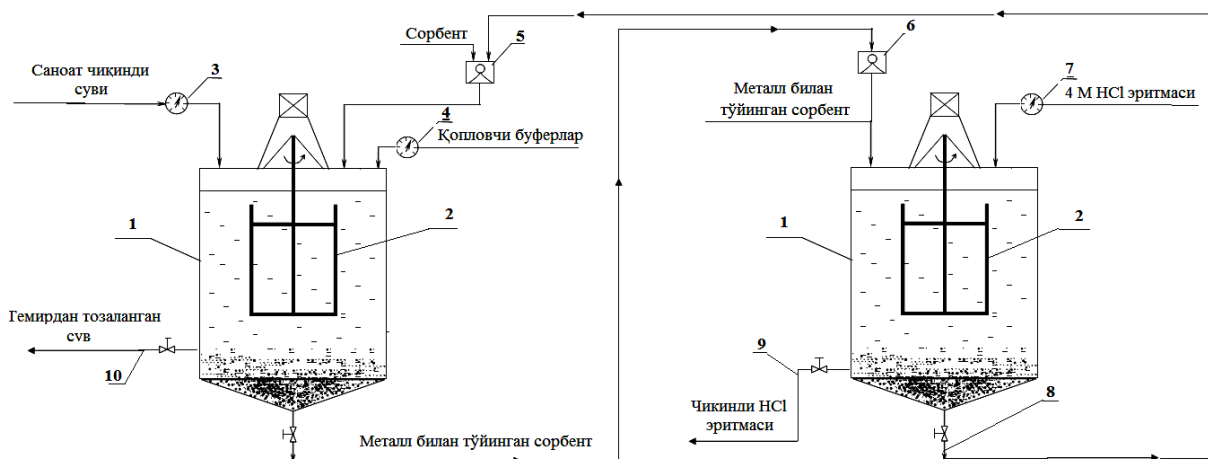 Сорбент
5
6
Саноат чиқинди
суви
3
7
4 М HCl эритмаси
Металл билан
тўйинган сорбент
4
Қопловчи буферлар
1
2
1
2
Гемирдан тозаланган
сув
10
9
Чикинди HCl
эритмаси
8
Металл билан тўйинган сорбент